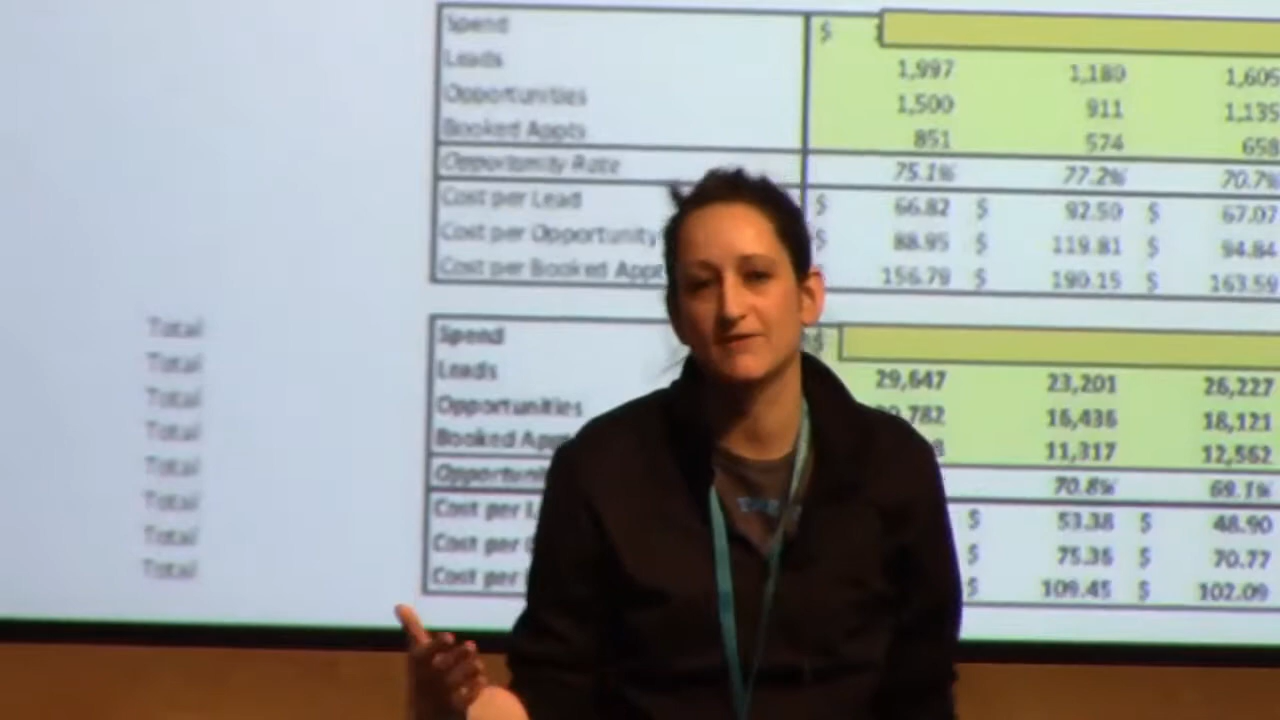 Spend $
Leads 1,997 1,180 1,605
Opportunities 1,500 911 1,135
Booked Appts 851 574 658
Opportunity Rate 75.1% 77.2% 70.7%
Cost per Lead $ 66.82 $ 92.50 $ 67.07
Cost per Opportunity $ 88.95 $ 119.81 $ 94.84
Cost per Booked Appt 156.79 $ 190.15 $ 163.59
Total Spend
Total Leads 29,647 23,201 26,227
Total Opportunities 782 16,436 18,121
Total Booked 11,317 12,562
Total 70.8% 69.1%
Total Cost per $ 53.38 $ 48.90
Total Cost per $ 75.35 $ 70.77
Total Cost per $ 109.45 $ 102.09